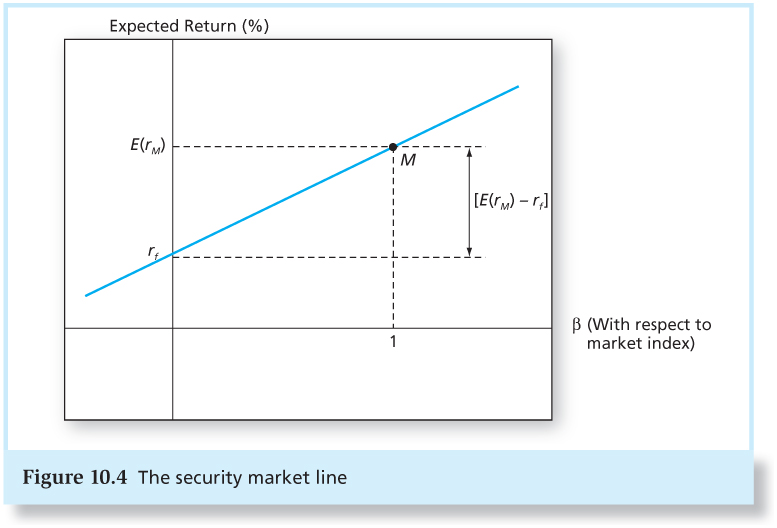 Expected Return (%)
E(r_M)
M
[E(r_M) – r_f]
r_f
β (With respect to
market index)
1
Figure 10.4 The security market line